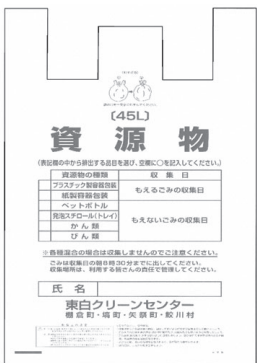 〔45L〕
資源物
(表記欄の中から排出する品目を選び、空欄に○を記入してください。)
資源物の種類 収集日
プラスチック製容器包装 もえるごみの収集日
紙製容器包装
ペットボトル もえないごみの収集日
発泡スチロール(トレイ)
かん類
びん類
※各種混合の場合は収集しませんのでご注意ください。
ごみは収集日の朝8時30分までに出してください。
収集場所は、利用する皆さんの責任で管理してください。
氏名
東白クリーンセンター
棚倉町・塙町・矢祭町・鮫川村